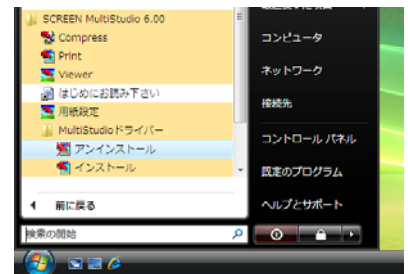 SCREEN MultiStudio 6.00
Compress
Print
Viewer
はじめにお読み下さい
用紙設定
MultiStudioドライバー
アンインストール
インストール
前に戻る
検索の開始
コンピュータ
ネットワーク
接続先
コントロール パネル
既定のプログラム
ヘルプとサポート